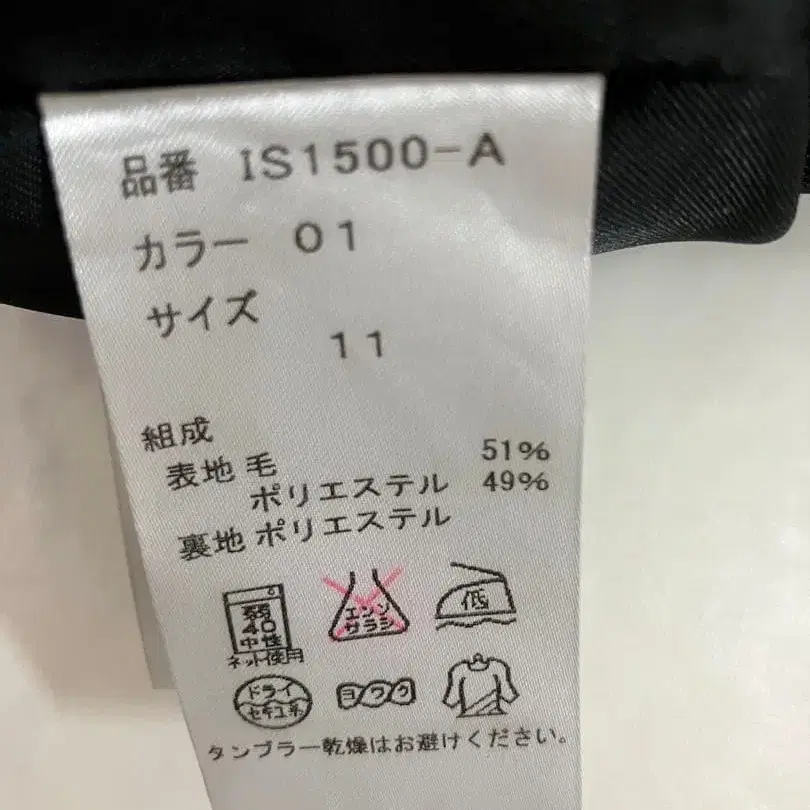 品番 IS1500-A
カラー 01
サイズ
11
組成
表地 毛 51%
ポリエステル 49%
裏地 ポリエステル
弱
40
中性
ネット使用
エンソ
サラシ
低
ドライ
セキユ系
ヨワク
タンブラー乾燥はお避けください。